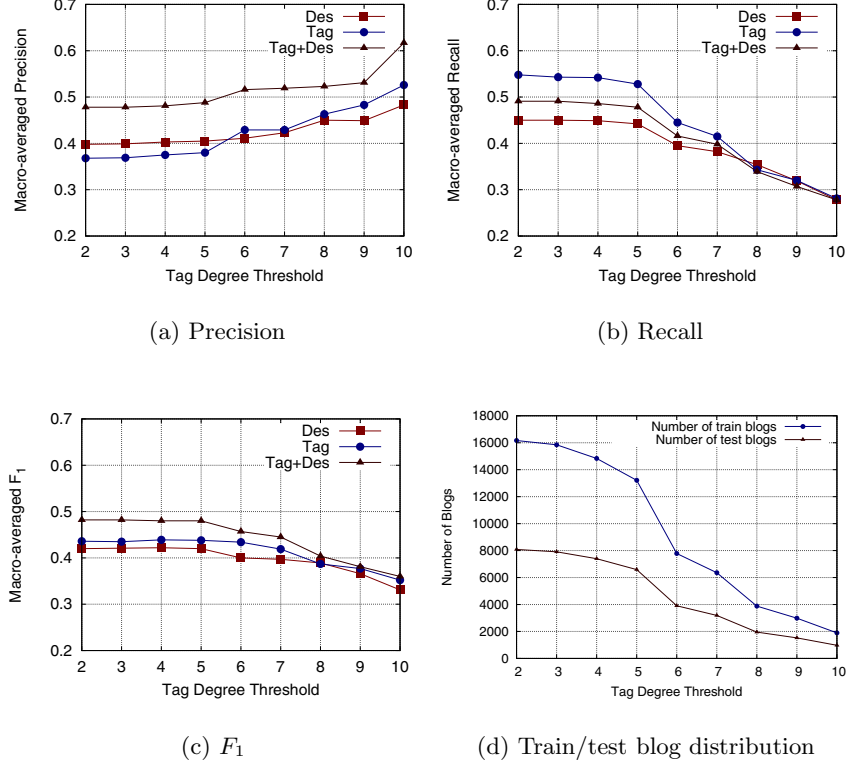 0.7
0.6
0.5
0.4
0.3
0.2
Macro-averaged Precision
Des
Tag
Tag+Des
2 3 4 5 6 7 8 9 10
Tag Degree Threshold
(a) Precision
0.7
0.6
0.5
0.4
0.3
0.2
Macro-averaged Recall
Des
Tag
Tag+Des
2 3 4 5 6 7 8 9 10
Tag Degree Threshold
(b) Recall
0.7
0.6
0.5
0.4
0.3
0.2
Macro-averaged F1
Des
Tag
Tag+Des
2 3 4 5 6 7 8 9 10
Tag Degree Threshold
(c) F1
18000
16000
14000
12000
10000
8000
6000
4000
2000
0
Number of Blogs
Number of train blogs
Number of test blogs
2 3 4 5 6 7 8 9 10
Tag Degree Threshold
(d) Train/test blog distribution